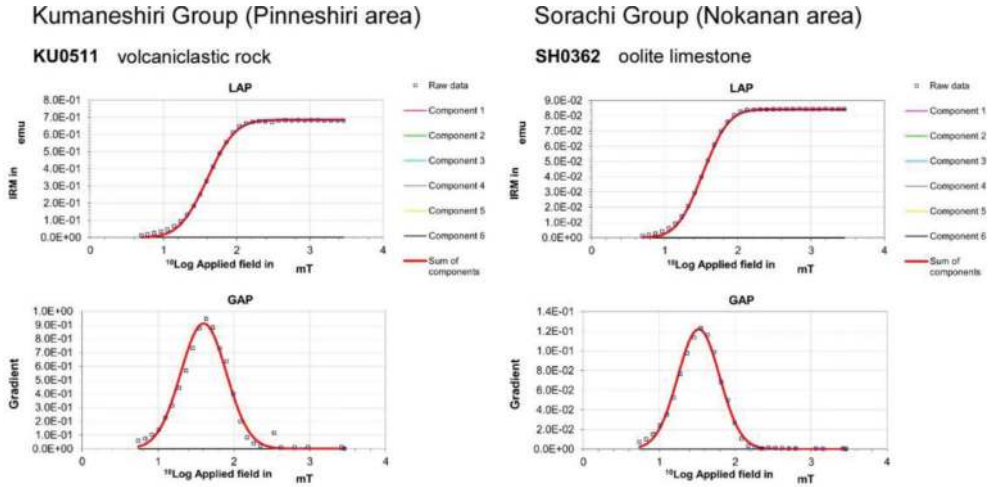 Kumaneshiri Group (Pinneshiri area)
KU0511 volcaniclastic rock
LAP
IRM in emu
8.0E-01
7.0E-01
6.0E-01
5.0E-01
4.0E-01
3.0E-01
2.0E-01
1.0E-01
0.0E+00
0 1 2 3 4
10Log Applied field in mT
Raw data
Component 1
Component 2
Component 3
Component 4
Component 5
Component 6
Sum of
components
GAP
Gradient
1.0E+00
9.0E-01
8.0E-01
7.0E-01
6.0E-01
5.0E-01
4.0E-01
3.0E-01
2.0E-01
1.0E-01
0.0E+00
0 1 2 3 4
10Log Applied field in mT
Sorachi Group (Nokanan area)
SH0362 oolite limestone
LAP
IRM in emu
9.0E-02
8.0E-02
7.0E-02
6.0E-02
5.0E-02
4.0E-02
3.0E-02
2.0E-02
1.0E-02
0.0E+00
0 1 2 3 4
10Log Applied field in mT
Raw data
Component 1
Component 2
Component 3
Component 4
Component 5
Component 6
Sum of
components
GAP
Gradient
1.4E-01
1.2E-01
1.0E-01
8.0E-02
6.0E-02
4.0E-02
2.0E-02
0.0E+00
0 1 2 3 4
10Log Applied field in mT